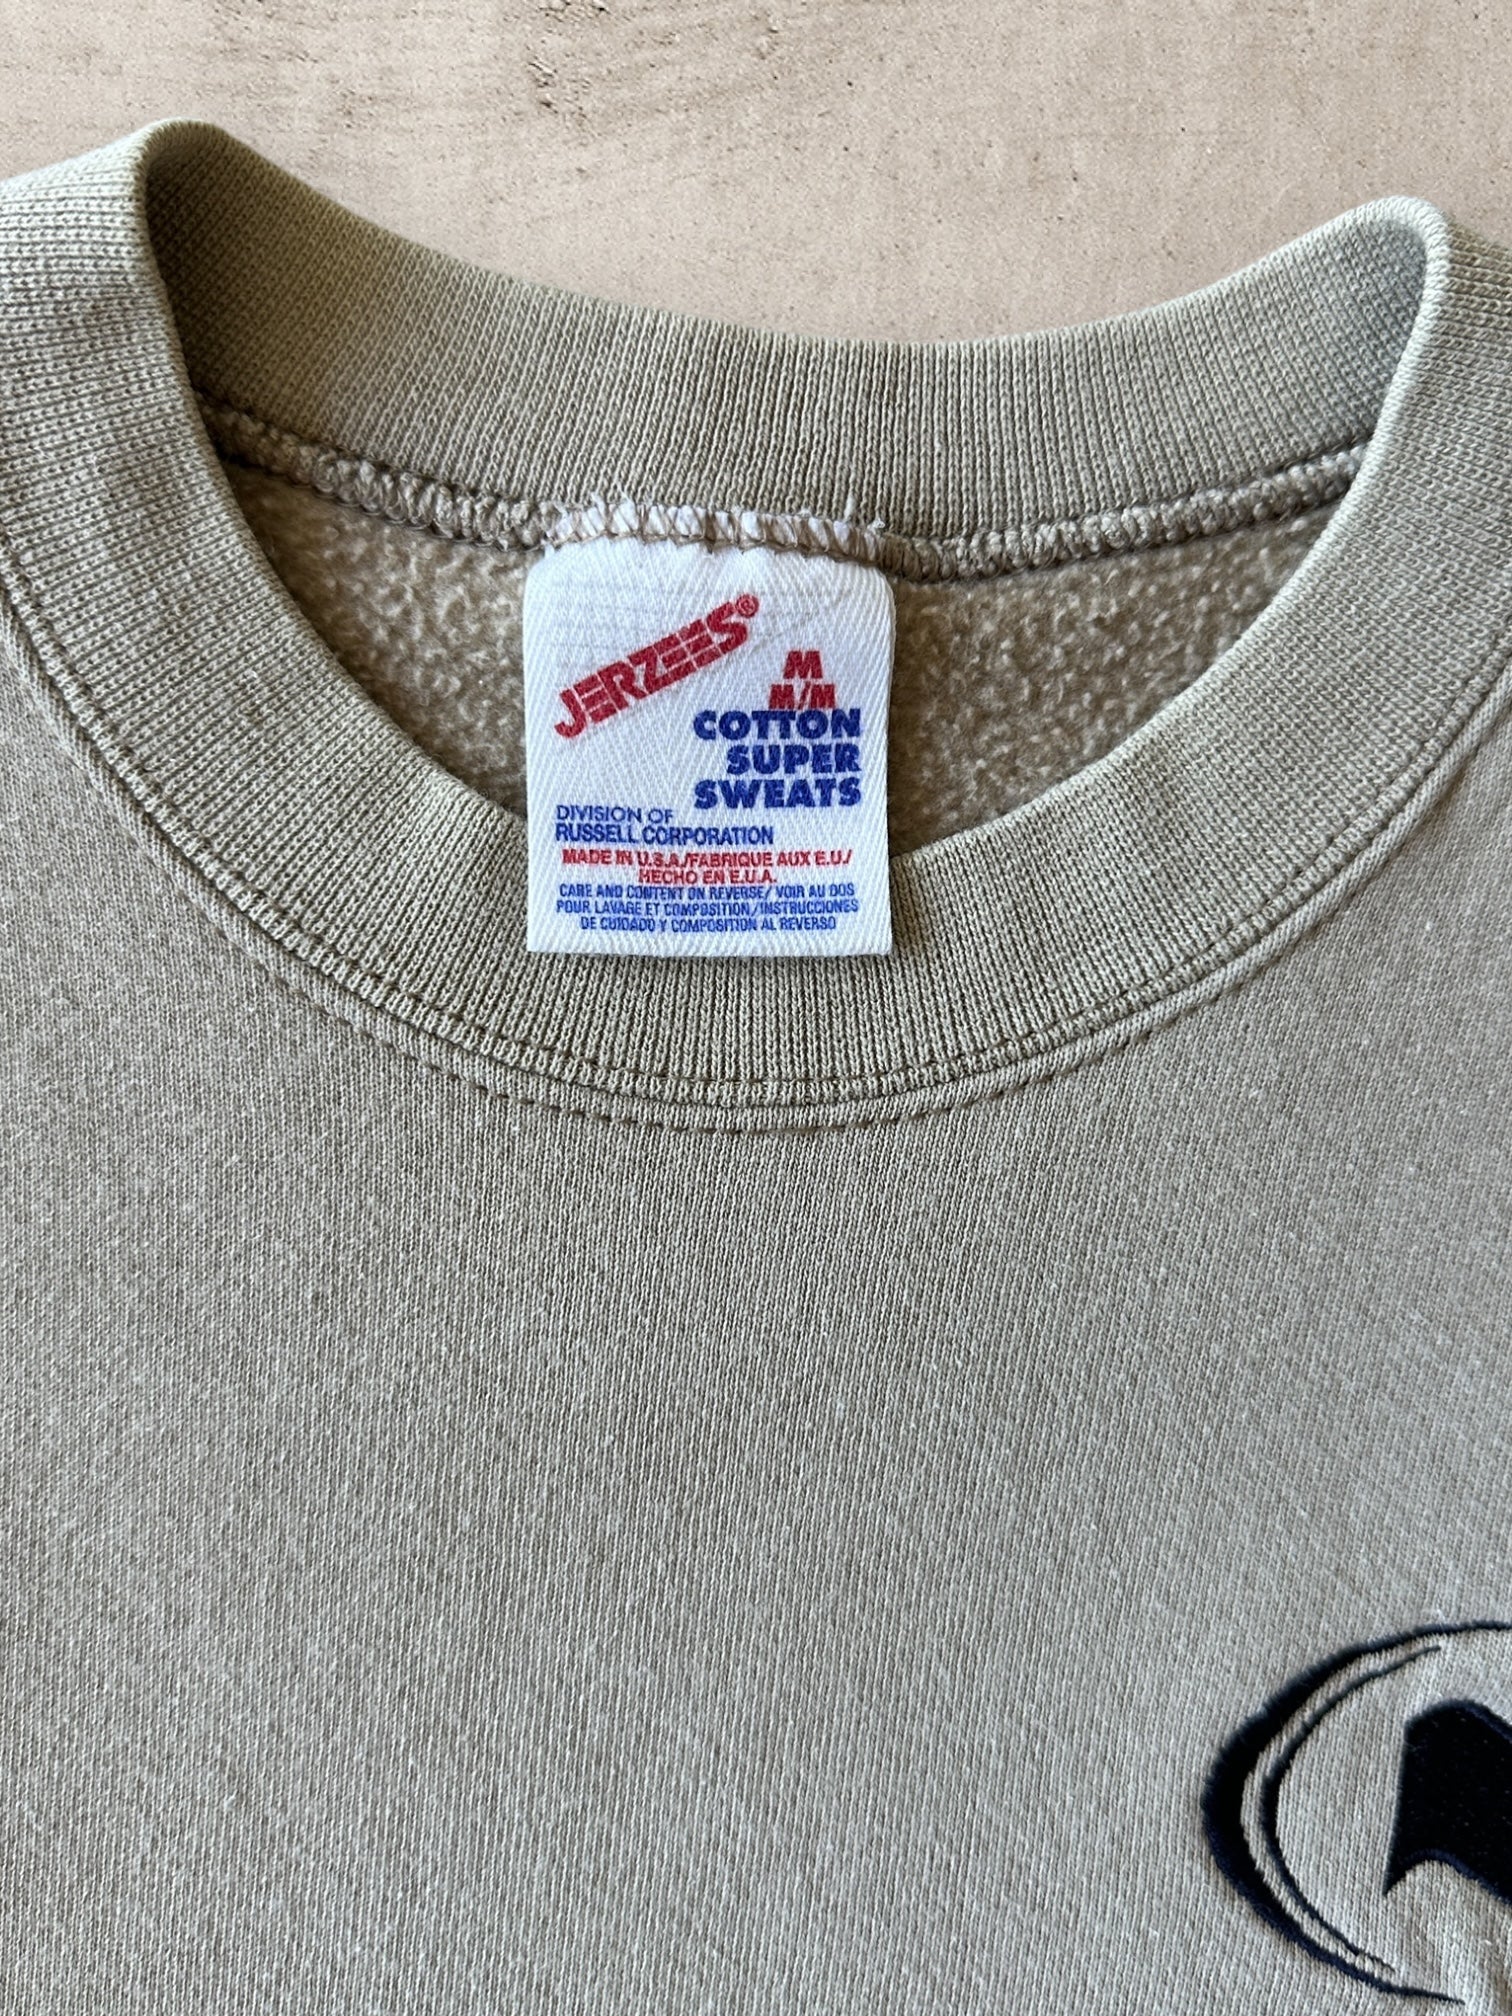 JERZEES®
M
M/M
COTTON
SUPER
SWEATS
DIVISION OF
RUSSELL CORPORATION
MADE IN U.S.A./FABRIQUE AUX E.U./
HECHO EN E.U.A.
CARE AND CONTENT ON REVERSE/ VOIR AU DOS
POUR LAVAGE ET COMPOSITION/INSTRUCCIONES
DE CUIDADO Y COMPOSITION AL REVERSO